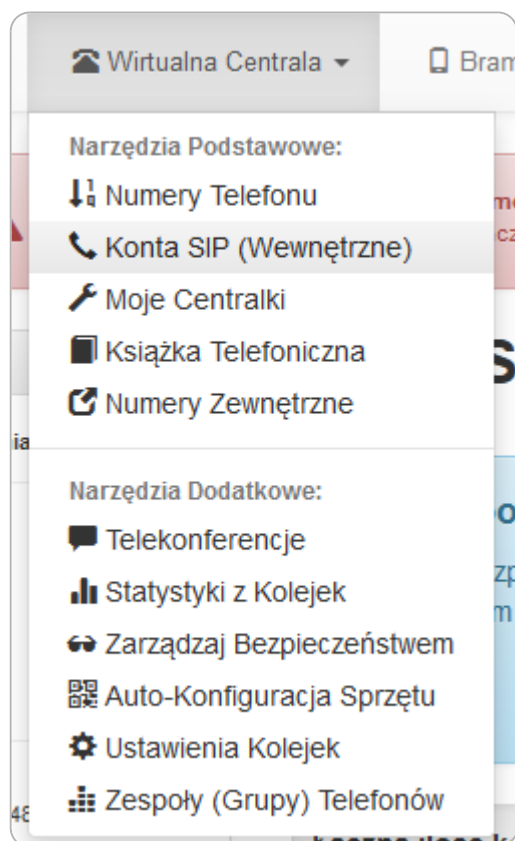 Wirtualna Centrala
Narzędzia Podstawowe:
Numery Telefonu
Konta SIP (Wewnętrzne)
Moje Centralki
Książka Telefoniczna
Numery Zewnętrzne
Narzędzia Dodatkowe:
Telekonferencje
Statystyki z Kolejek
Zarządzaj Bezpieczeństwem
Auto-Konfiguracja Sprzętu
Ustawienia Kolejek
Zespoły (Grupy) Telefonów